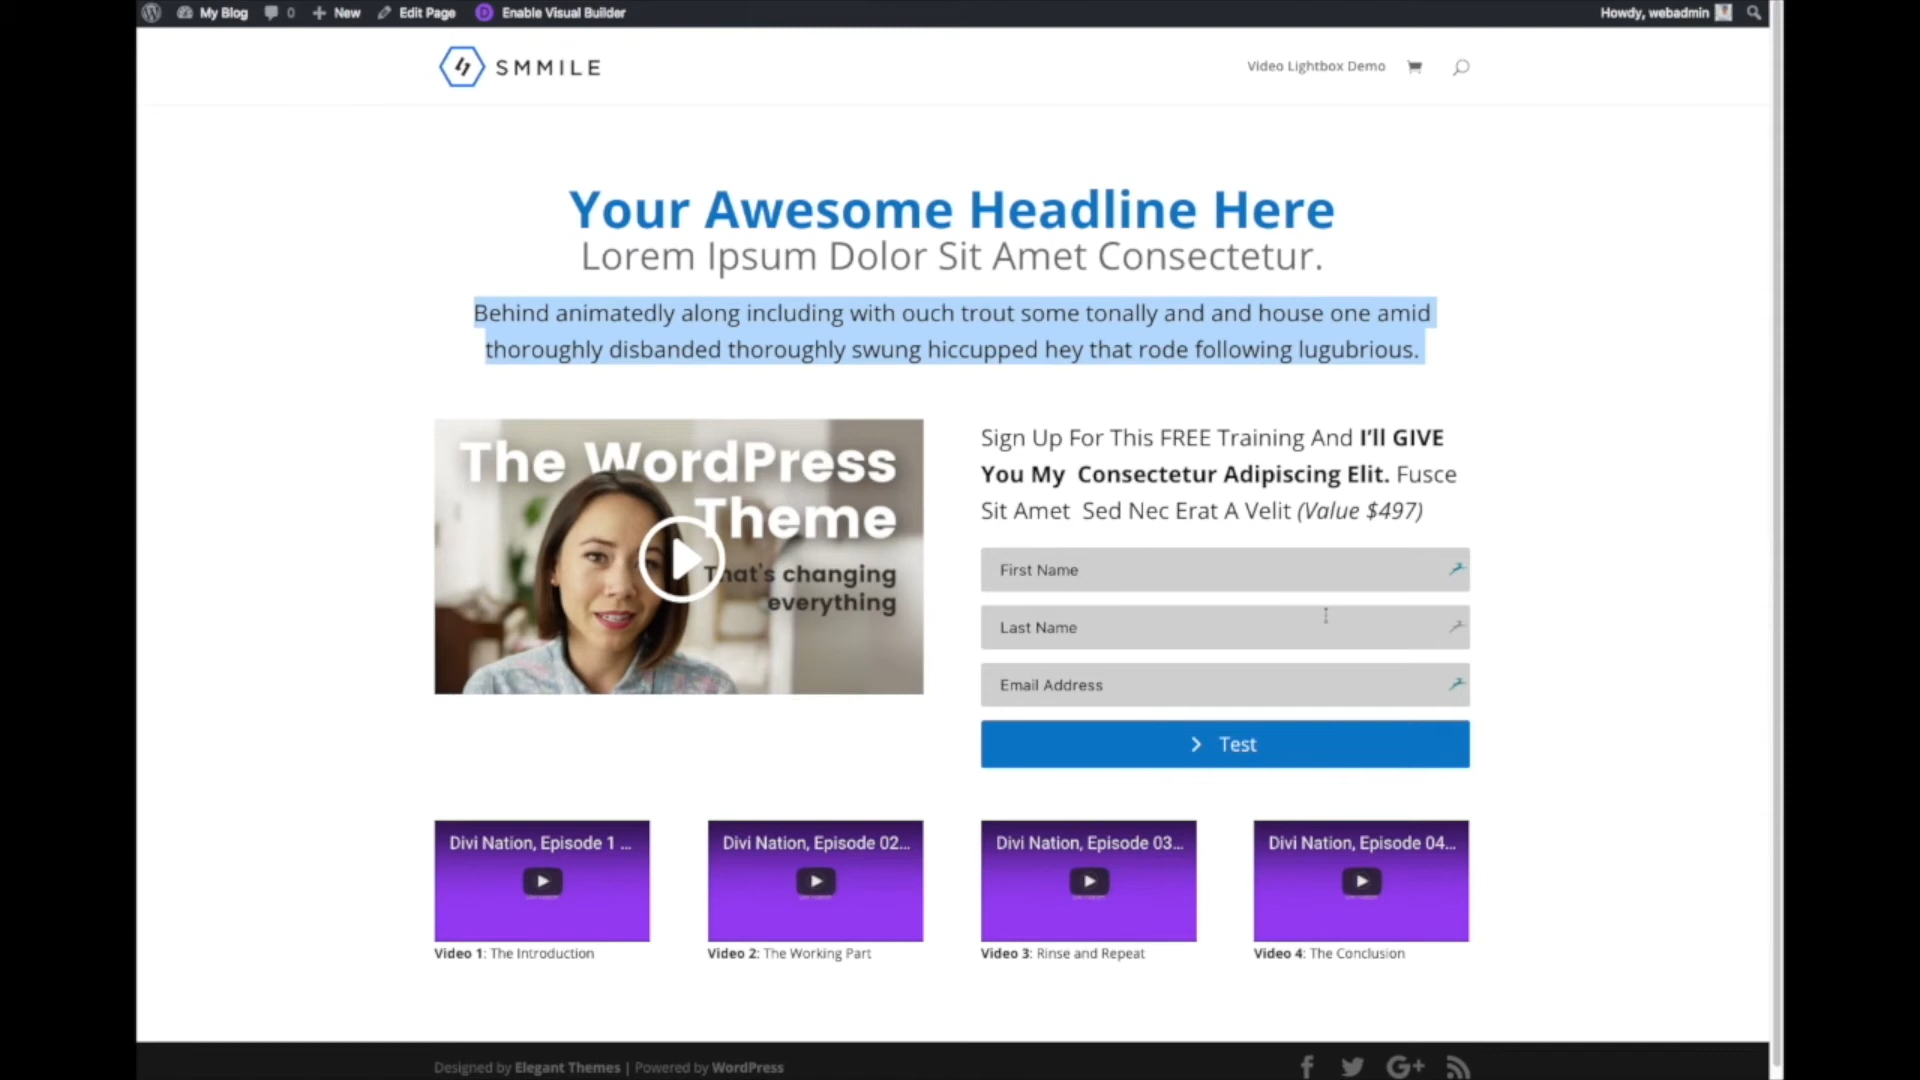 My Blog 0 New Edit Page Enable Visual Builder Howdy, webadmin
SMMILE
Video Lightbox Demo
Your Awesome Headline Here
Lorem Ipsum Dolor Sit Amet Consectetur.
Behind animatedly along including with ouch trout some tonally and and house one amid
thoroughly disbanded thoroughly swung hiccupped hey that rode following lugubrious.
The WordPress
Theme
That's changing
everything
Sign Up For This FREE Training And I'll GIVE
You My Consectetur Adipiscing Elit. Fusce
Sit Amet Sed Nec Erat A Velit (Value $497)
First Name
Last Name
Email Address
Test
Divi Nation, Episode 1 ...
Divi Nation, Episode 02...
Divi Nation, Episode 03...
Divi Nation, Episode 04...
Video 1: The Introduction
Video 2: The Working Part
Video 3: Rinse and Repeat
Video 4: The Conclusion
Designed by Elegant Themes | Powered by WordPress